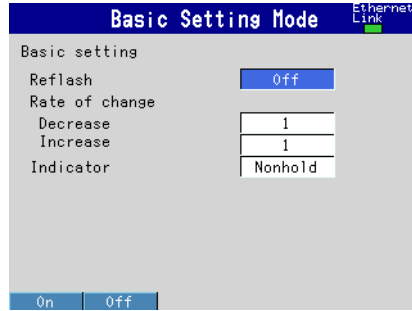 Basic Setting Mode
Ethernet
Link
Basic setting
Reflash Off
Rate of change
Decrease 1
Increase 1
Indicator Nonhold
On Off